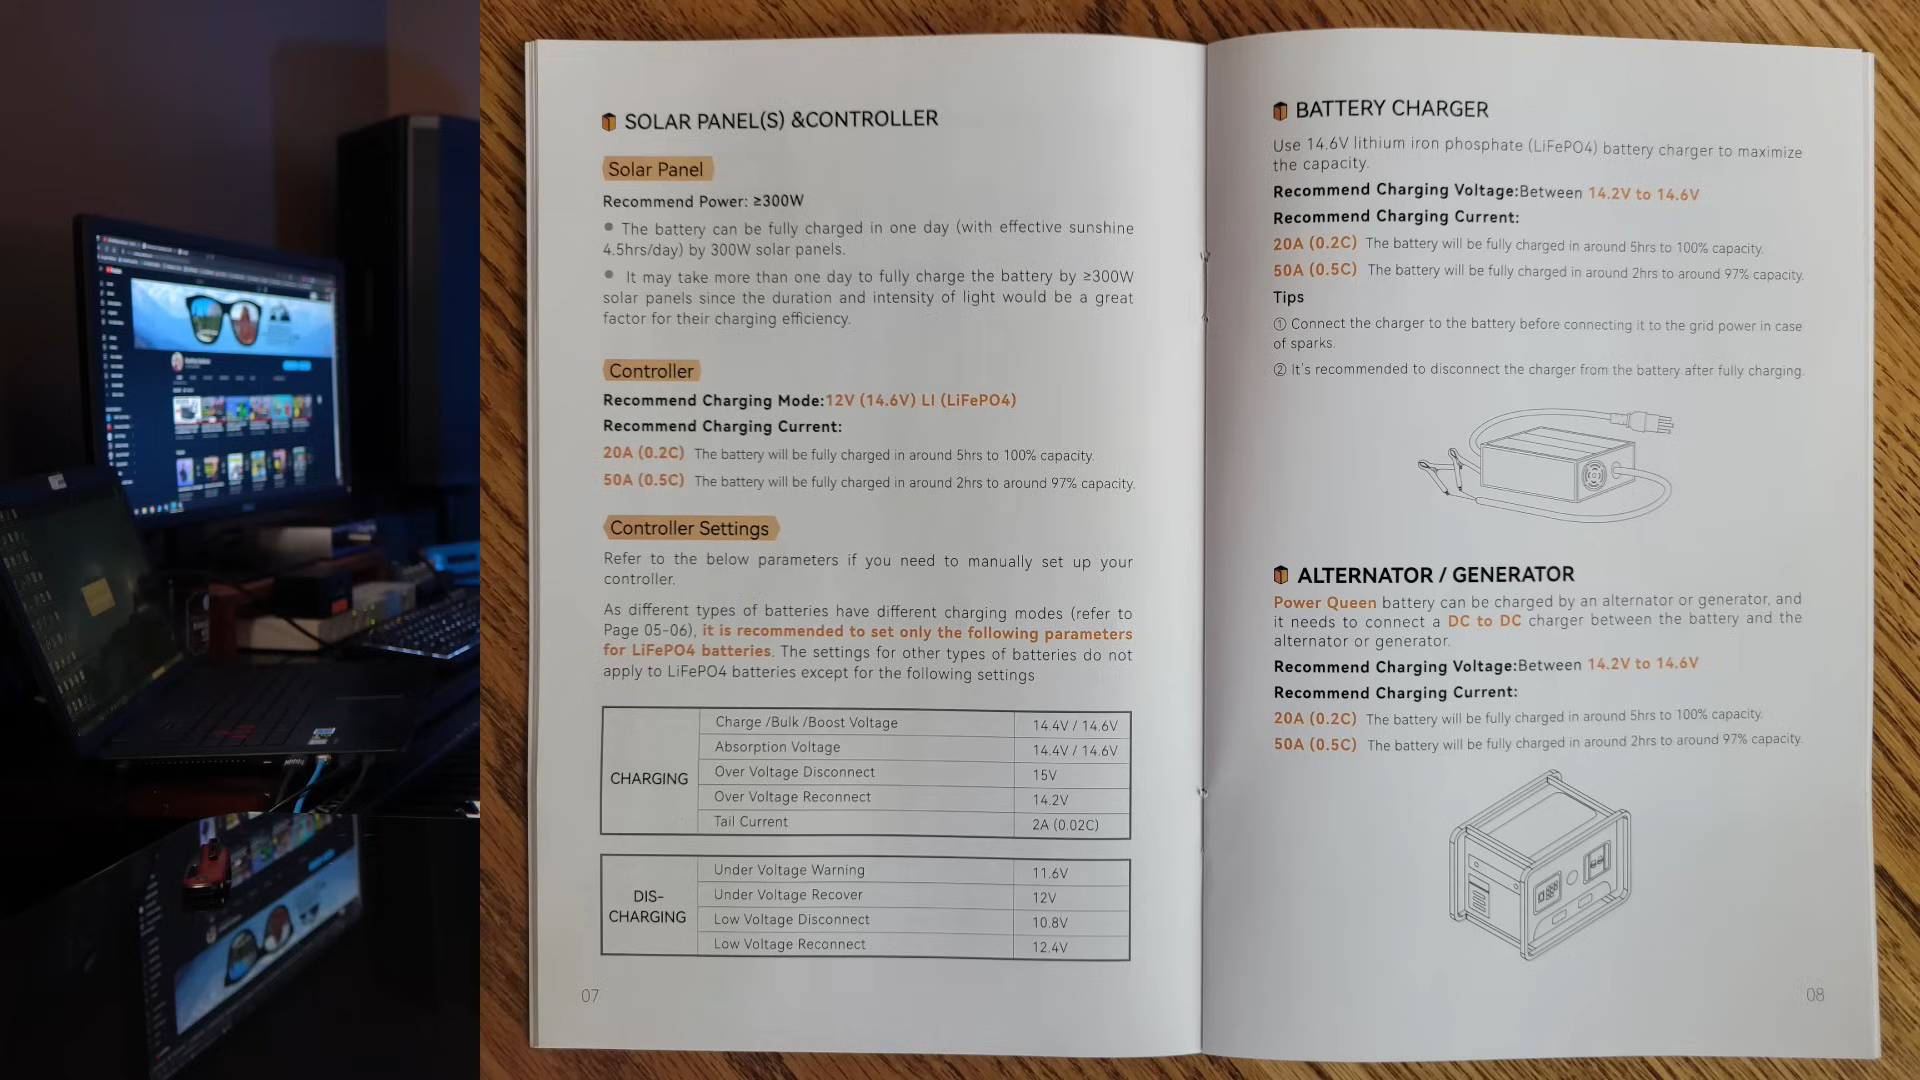 SOLAR PANEL(S) &CONTROLLER
Solar Panel
Recommend Power: ≥300W
● The battery can be fully charged in one day (with effective sunshine
4.5hrs/day) by 300W solar panels.
● It may take more than one day to fully charge the battery by ≥300W
solar panels since the duration and intensity of light would be a great
factor for their charging efficiency.
Controller
Recommend Charging Mode:12V (14.6V) LI (LiFePO4)
Recommend Charging Current:
20A (0.2C) The battery will be fully charged in around 5hrs to 100% capacity.
50A (0.5C) The battery will be fully charged in around 2hrs to around 97% capacity.
Controller Settings
Refer to the below parameters if you need to manually set up your
controller.
As different types of batteries have different charging modes (refer to
Page 05-06), it is recommended to set only the following parameters
for LiFePO4 batteries. The settings for other types of batteries do not
apply to LiFePO4 batteries except for the following settings
CHARGING
Charge /Bulk /Boost Voltage 14.4V / 14.6V
Absorption Voltage 14.4V / 14.6V
Over Voltage Disconnect 15V
Over Voltage Reconnect 14.2V
Tail Current 2A (0.02C)
DIS-
CHARGING
Under Voltage Warning 11.6V
Under Voltage Recover 12V
Low Voltage Disconnect 10.8V
Low Voltage Reconnect 12.4V
07
BATTERY CHARGER
Use 14.6V lithium iron phosphate (LiFePO4) battery charger to maximize
the capacity.
Recommend Charging Voltage:Between 14.2V to 14.6V
Recommend Charging Current:
20A (0.2C) The battery will be fully charged in around 5hrs to 100% capacity.
50A (0.5C) The battery will be fully charged in around 2hrs to around 97% capacity.
Tips
① Connect the charger to the battery before connecting it to the grid power in case
of sparks.
② It's recommended to disconnect the charger from the battery after fully charging.
ALTERNATOR / GENERATOR
Power Queen battery can be charged by an alternator or generator, and
it needs to connect a DC to DC charger between the battery and the
alternator or generator.
Recommend Charging Voltage:Between 14.2V to 14.6V
Recommend Charging Current:
20A (0.2C) The battery will be fully charged in around 5hrs to 100% capacity.
50A (0.5C) The battery will be fully charged in around 2hrs to around 97% capacity.
08